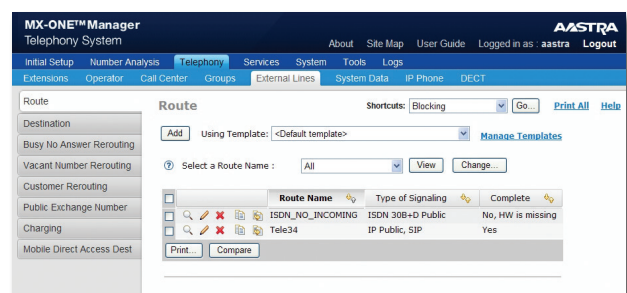 MX-ONE™ Manager
AASTRA
Telephony System
About Site Map User Guide Logged in as : aastra Logout
Initial Setup Number Analysis Telephony Services System Tools Logs
Extensions Operator Call Center Groups External Lines System Data IP Phone DECT
Route
Destination
Busy No Answer Rerouting
Vacant Number Rerouting
Customer Rerouting
Public Exchange Number
Charging
Mobile Direct Access Dest
Route Shortcuts: Blocking Go... Print All Help
Add Using Template: <Default template> Manage Templates
Select a Route Name : All View Change...
Route Name Type of Signaling Complete
ISDN_NO_INCOMING ISDN 30B+D Public No, HW is missing
Tele34 IP Public, SIP Yes
Print... Compare